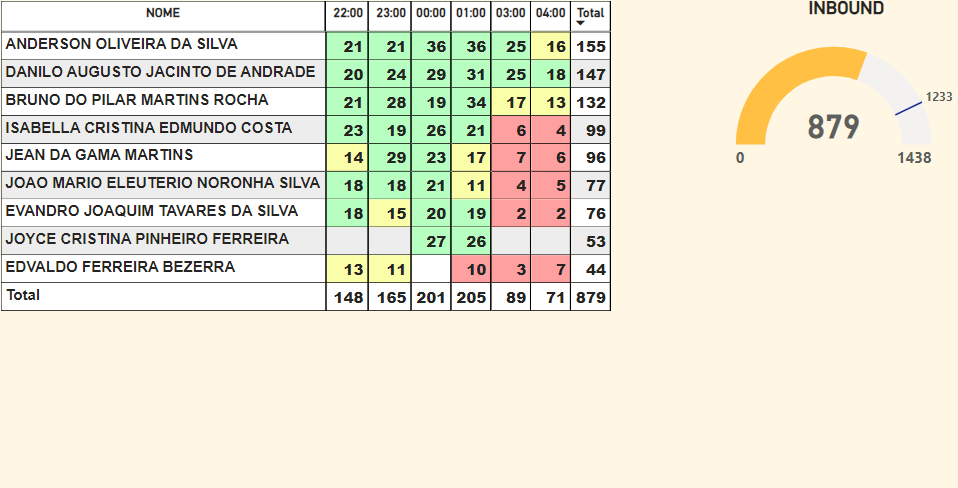 NOME 22:00 23:00 00:00 01:00 03:00 04:00 Total
ANDERSON OLIVEIRA DA SILVA 21 21 36 36 25 16 155
DANILO AUGUSTO JACINTO DE ANDRADE 20 24 29 31 25 18 147
BRUNO DO PILAR MARTINS ROCHA 21 28 19 34 17 13 132
ISABELLA CRISTINA EDMUNDO COSTA 23 19 26 21 6 4 99
JEAN DA GAMA MARTINS 14 29 23 17 7 6 96
JOAO MARIO ELEUTERIO NORONHA SILVA 18 18 21 11 4 5 77
EVANDRO JOAQUIM TAVARES DA SILVA 18 15 20 19 2 2 76
JOYCE CRISTINA PINHEIRO FERREIRA 27 26 53
EDVALDO FERREIRA BEZERRA 13 11 10 3 7 44
Total 148 165 201 205 89 71 879
INBOUND
1233
879
0 1438